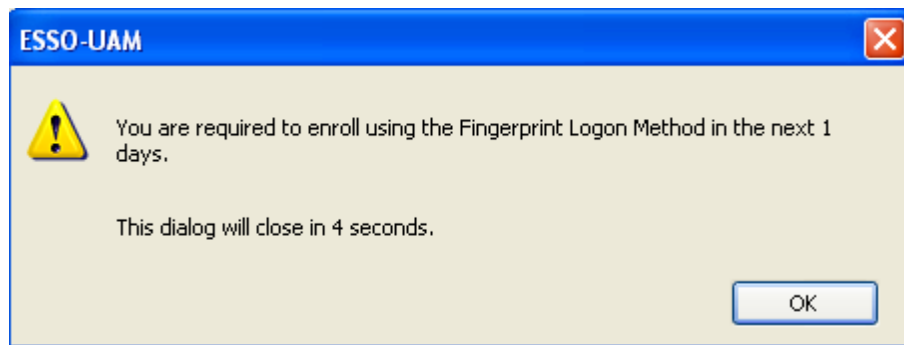 ESSO-UAM
You are required to enroll using the Fingerprint Logon Method in the next 1
days.
This dialog will close in 4 seconds.
OK